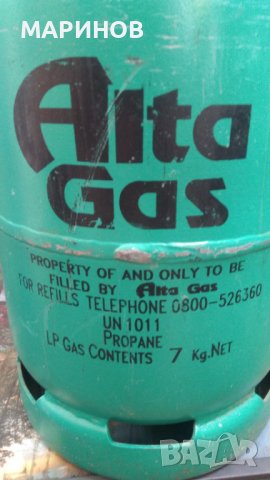 МАРИНОВ
Alta
Gas
PROPERTY OF AND ONLY TO BE
FILLED BY Alta Gas
FOR REFILLS TELEPHONE 0800-526360
UN 1011
PROPANE
LP GAS CONTENTS 7 KG.NET
BAZAR